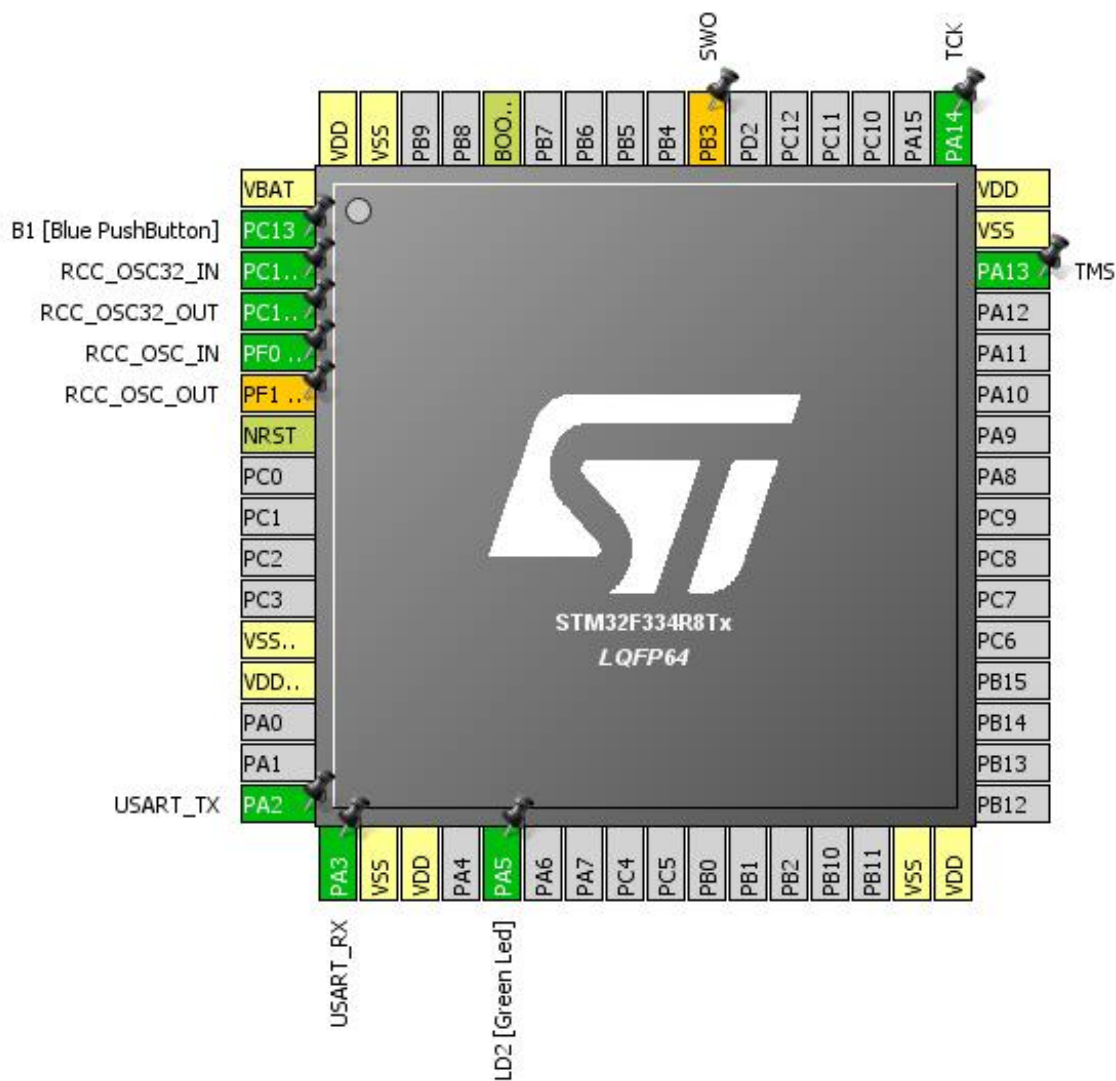 SWO
TCK
VDD
VSS
PB9
PB8
BOO..
PB7
PB6
PB5
PB4
PB3
PD2
PC12
PC11
PC10
PA15
PA14
VBAT
B1 [Blue PushButton] PC13
RCC_OSC32_IN PC1..
RCC_OSC32_OUT PC1..
RCC_OSC_IN PF0 ..
RCC_OSC_OUT PF1 ..
NRST
PC0
PC1
PC2
PC3
VSS..
VDD..
PA0
PA1
USART_TX PA2
VDD
VSS
PA13 TMS
PA12
PA11
PA10
PA9
PA8
PC9
PC8
PC7
PC6
PB15
PB14
PB13
PB12
ST
STM32F334R8Tx
LQFP64
PA3
VSS
VDD
PA4
PA5
PA6
PA7
PC4
PC5
PB0
PB1
PB2
PB10
PB11
VSS
VDD
USART_RX
LD2 [Green Led]